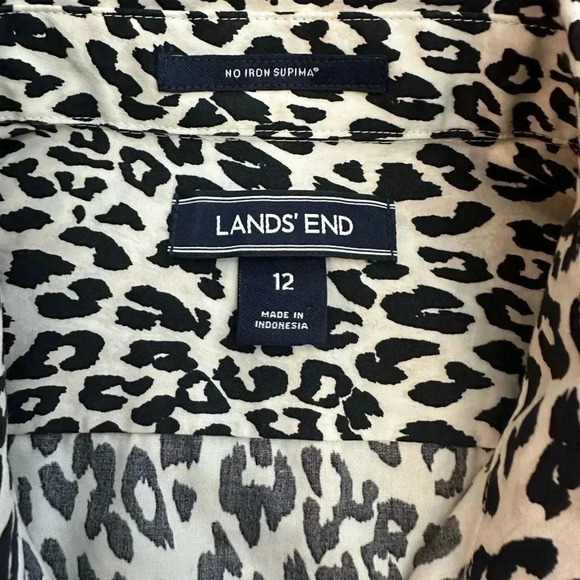 NO IRON SUPIMA®
LANDS' END
12
MADE IN
INDONESIA